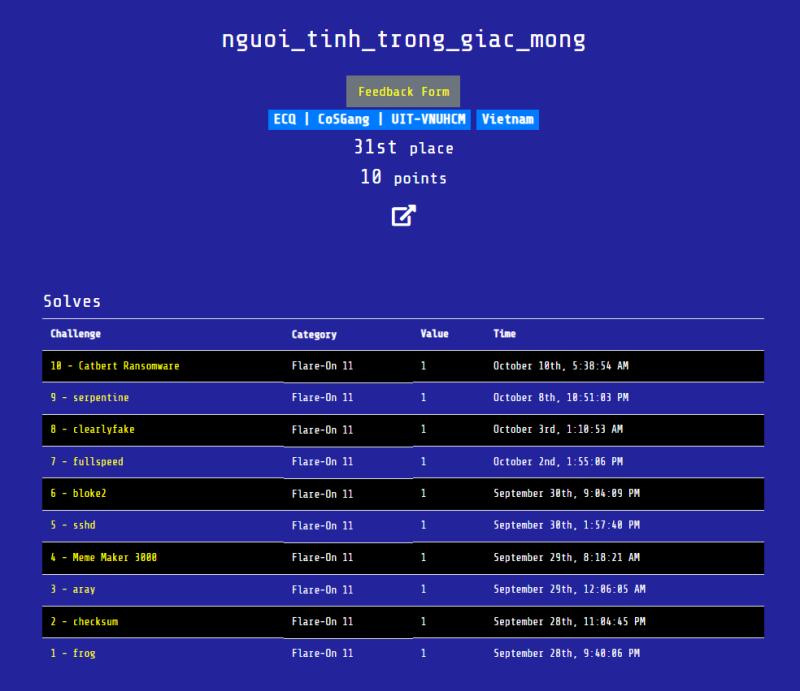 nguoi_tinh_trong_giac_mong
Feedback Form
ECQ | CoSGang | UIT-VNUHCM Vietnam
31st place
10 points
Solves
Challenge Category Value Time
10 - Catbert Ransomware Flare-On 11 1 October 10th, 5:38:54 AM
9 - serpentine Flare-On 11 1 October 8th, 10:51:03 PM
8 - clearlyfake Flare-On 11 1 October 3rd, 1:10:53 AM
7 - fullspeed Flare-On 11 1 October 2nd, 1:55:06 PM
6 - bloke2 Flare-On 11 1 September 30th, 9:04:09 PM
5 - sshd Flare-On 11 1 September 30th, 1:57:40 PM
4 - Meme Maker 3000 Flare-On 11 1 September 29th, 8:18:21 AM
3 - aray Flare-On 11 1 September 29th, 12:06:05 AM
2 - checksum Flare-On 11 1 September 28th, 11:04:45 PM
1 - frog Flare-On 11 1 September 28th, 9:40:06 PM